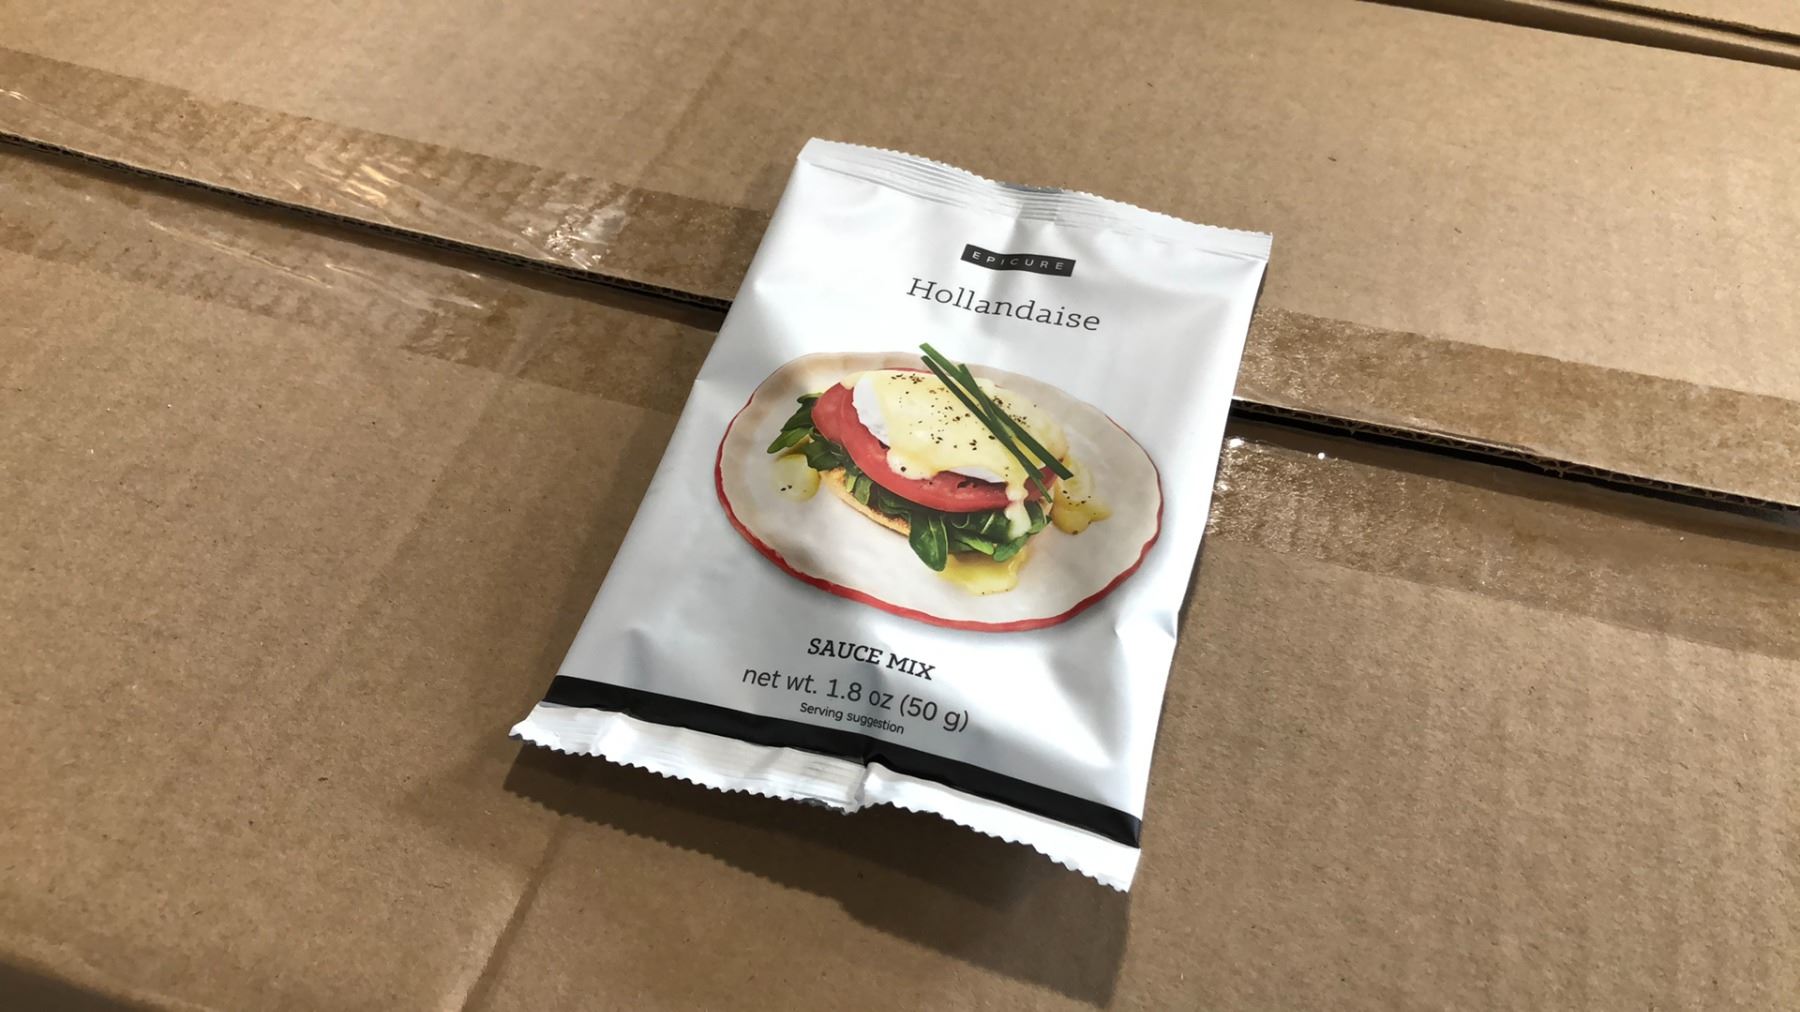 EPICURE
Hollandaise
SAUCE MIX
net wt. 1.8 oz (50 g)
Serving suggestion